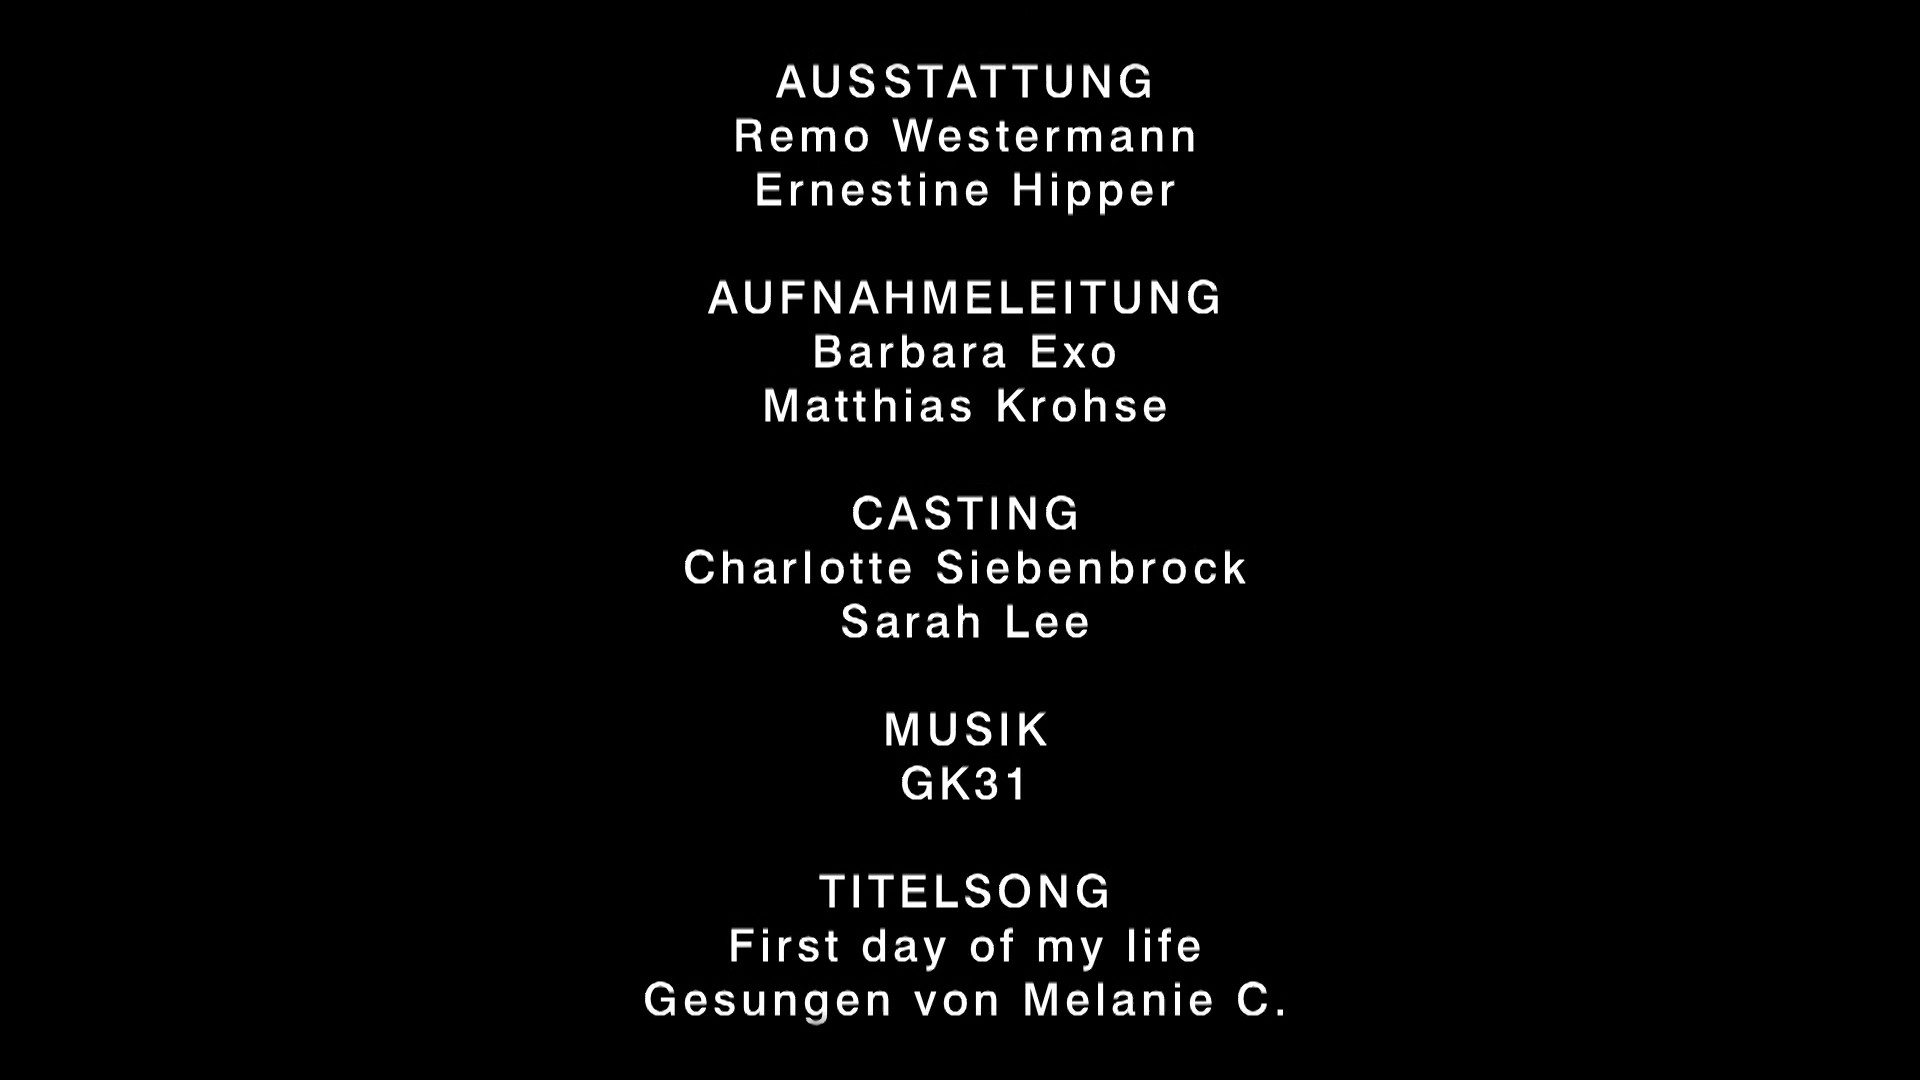 AUSSTATTUNG
Remo Westermann
Ernestine Hipper
AUFNAHMELEITUNG
Barbara Exo
Matthias Krohse
CASTING
Charlotte Siebenbrock
Sarah Lee
MUSIK
GK31
TITELSONG
First day of my life
Gesungen von Melanie C.